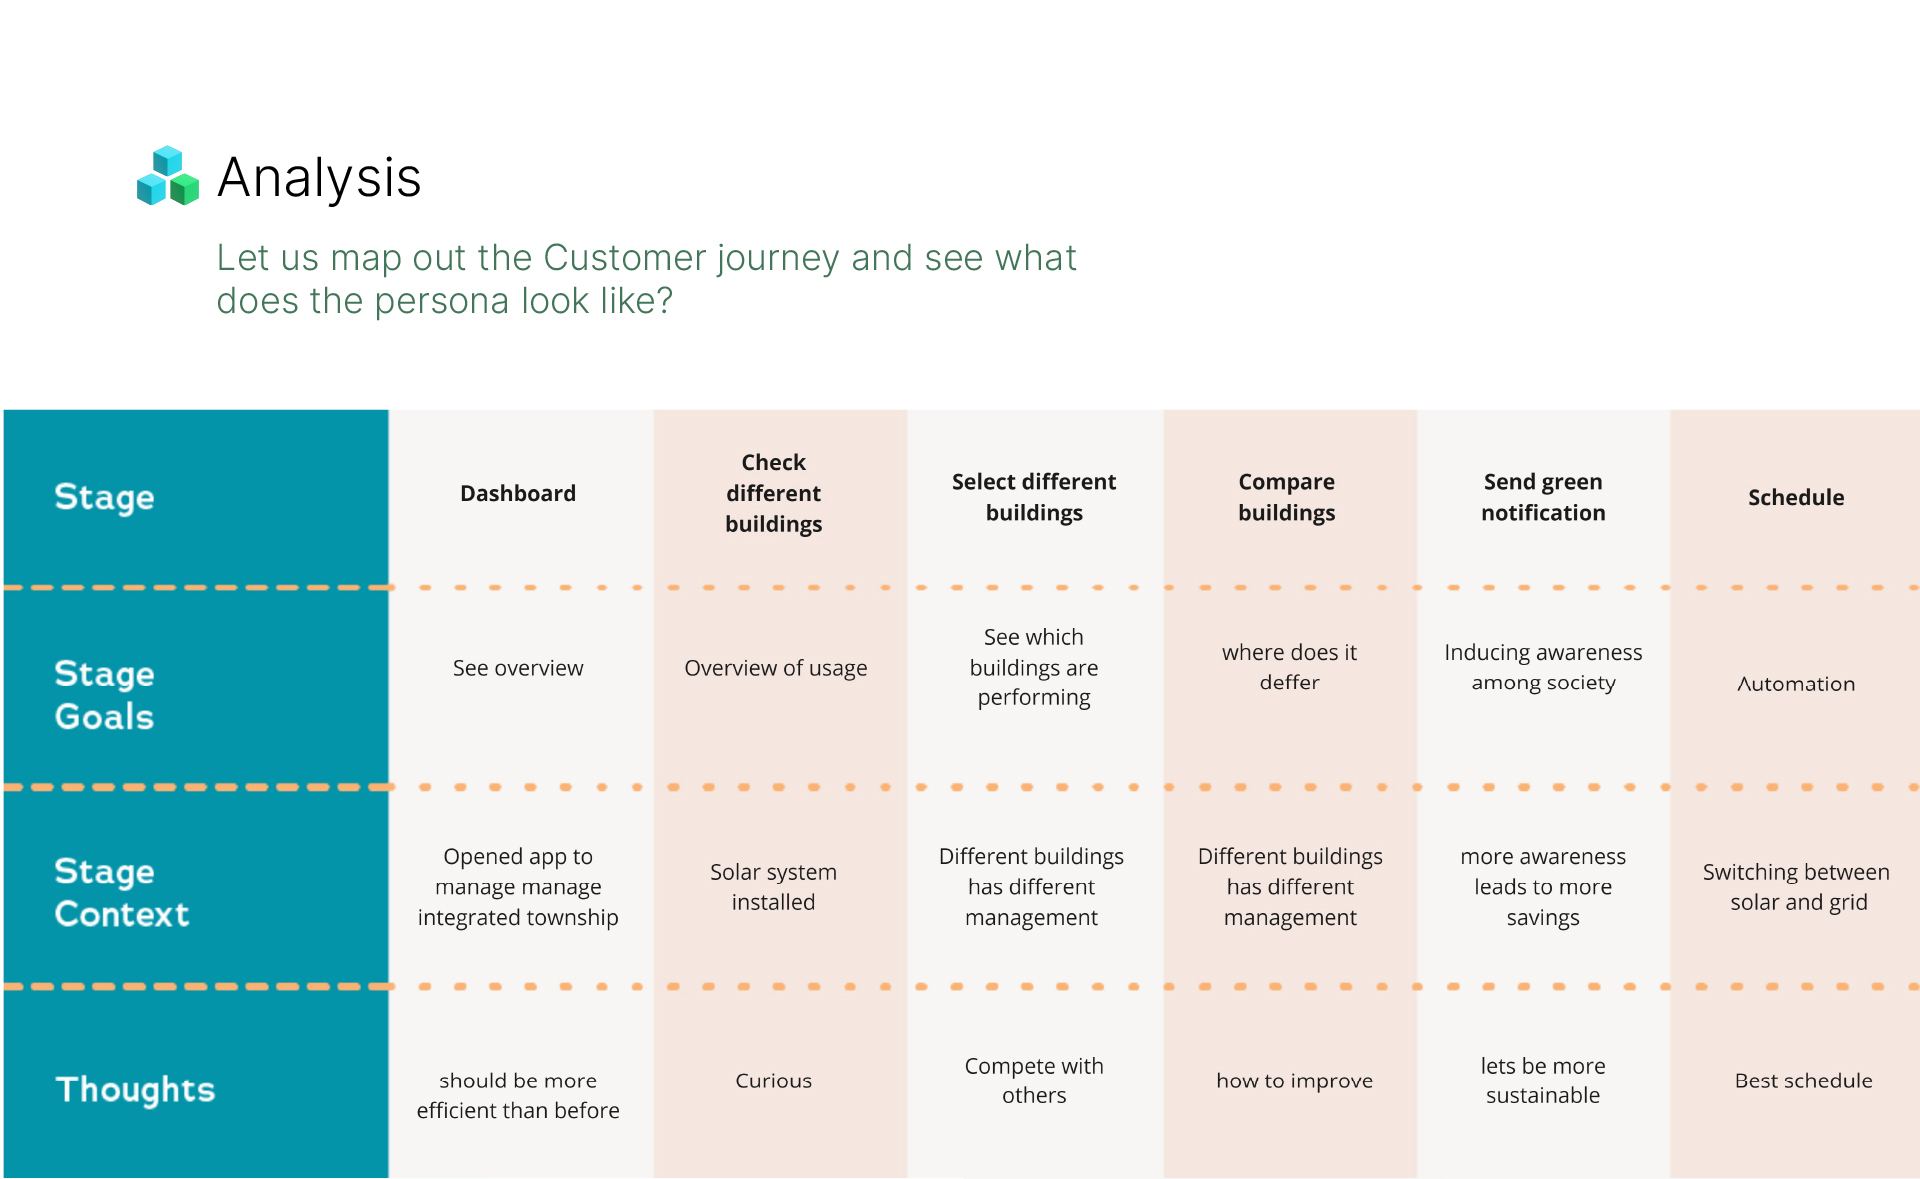 Analysis
Let us map out the Customer journey and see what
does the persona look like?
Stage
Dashboard
Check
different
buildings
Select different
buildings
Compare
buildings
Send green
notification
Schedule
Stage
Goals
See overview
Overview of usage
See which
buildings are
performing
where does it
deffer
Inducing awareness
among society
Automation
Stage
Context
Opened app to
manage manage
integrated township
Solar system
installed
Different buildings
has different
management
Different buildings
has different
management
more awareness
leads to more
savings
Switching between
solar and grid
Thoughts
should be more
efficient than before
Curious
Compete with
others
how to improve
lets be more
sustainable
Best schedule